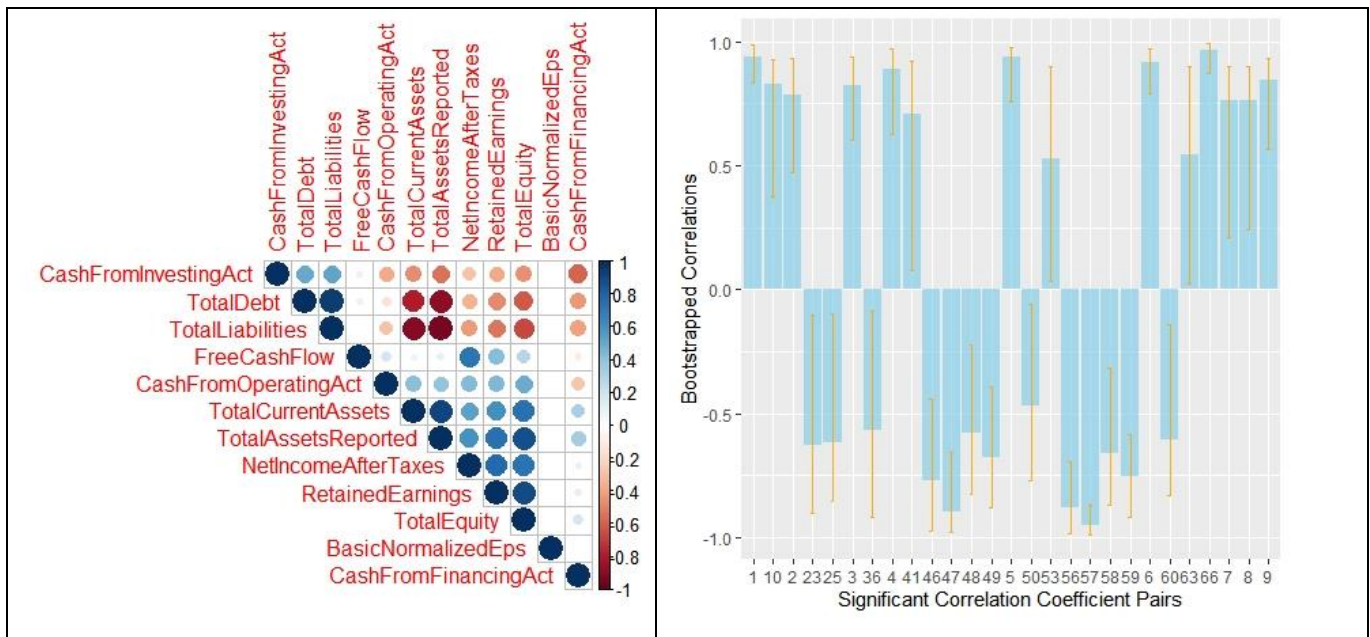 CashFromInvestingAct
TotalDebt
TotalLiabilities
FreeCashFlow
CashFromOperatingAct
TotalCurrentAssets
TotalAssetsReported
NetIncomeAfterTaxes
RetainedEarnings
TotalEquity
BasicNormalizedEps
CashFromFinancingAct
CashFromInvestingAct
TotalDebt
TotalLiabilities
FreeCashFlow
CashFromOperatingAct
TotalCurrentAssets
TotalAssetsReported
NetIncomeAfterTaxes
RetainedEarnings
TotalEquity
BasicNormalizedEps
CashFromFinancingAct
1
0.8
0.6
0.4
0.2
0
-0.2
-0.4
-0.6
-0.8
-1
Bootstrapped Correlations
1.0
0.5
0.0
-0.5
-1.0
1 10 2 23 25 3 36 4 41 46 47 48 49 5 50 53 56 57 58 59 6 60 63 66 7 8 9
Significant Correlation Coefficient Pairs